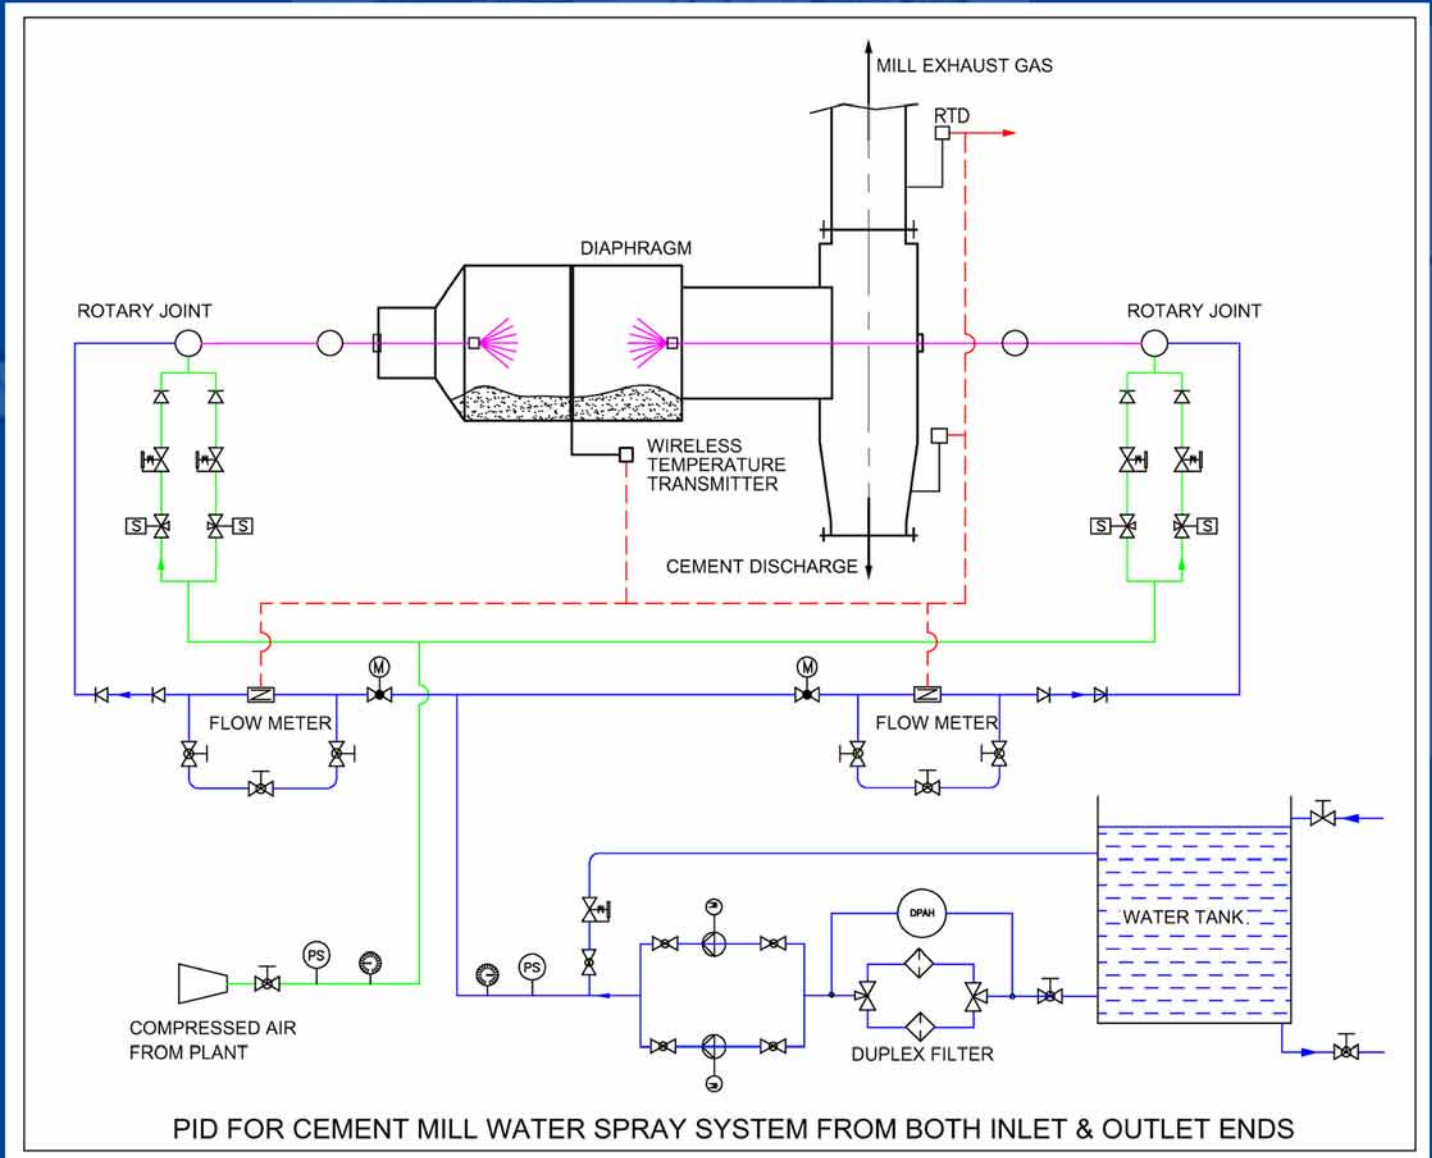 MILL EXHAUST GAS
RTD
DIAPHRAGM
ROTARY JOINT
ROTARY JOINT
WIRELESS
TEMPERATURE
TRANSMITTER
S
S
S
S
CEMENT DISCHARGE
M
M
FLOW METER
FLOW METER
DPAH
WATER TANK
PS
PS
COMPRESSED AIR
FROM PLANT
DUPLEX FILTER
PID FOR CEMENT MILL WATER SPRAY SYSTEM FROM BOTH INLET & OUTLET ENDS